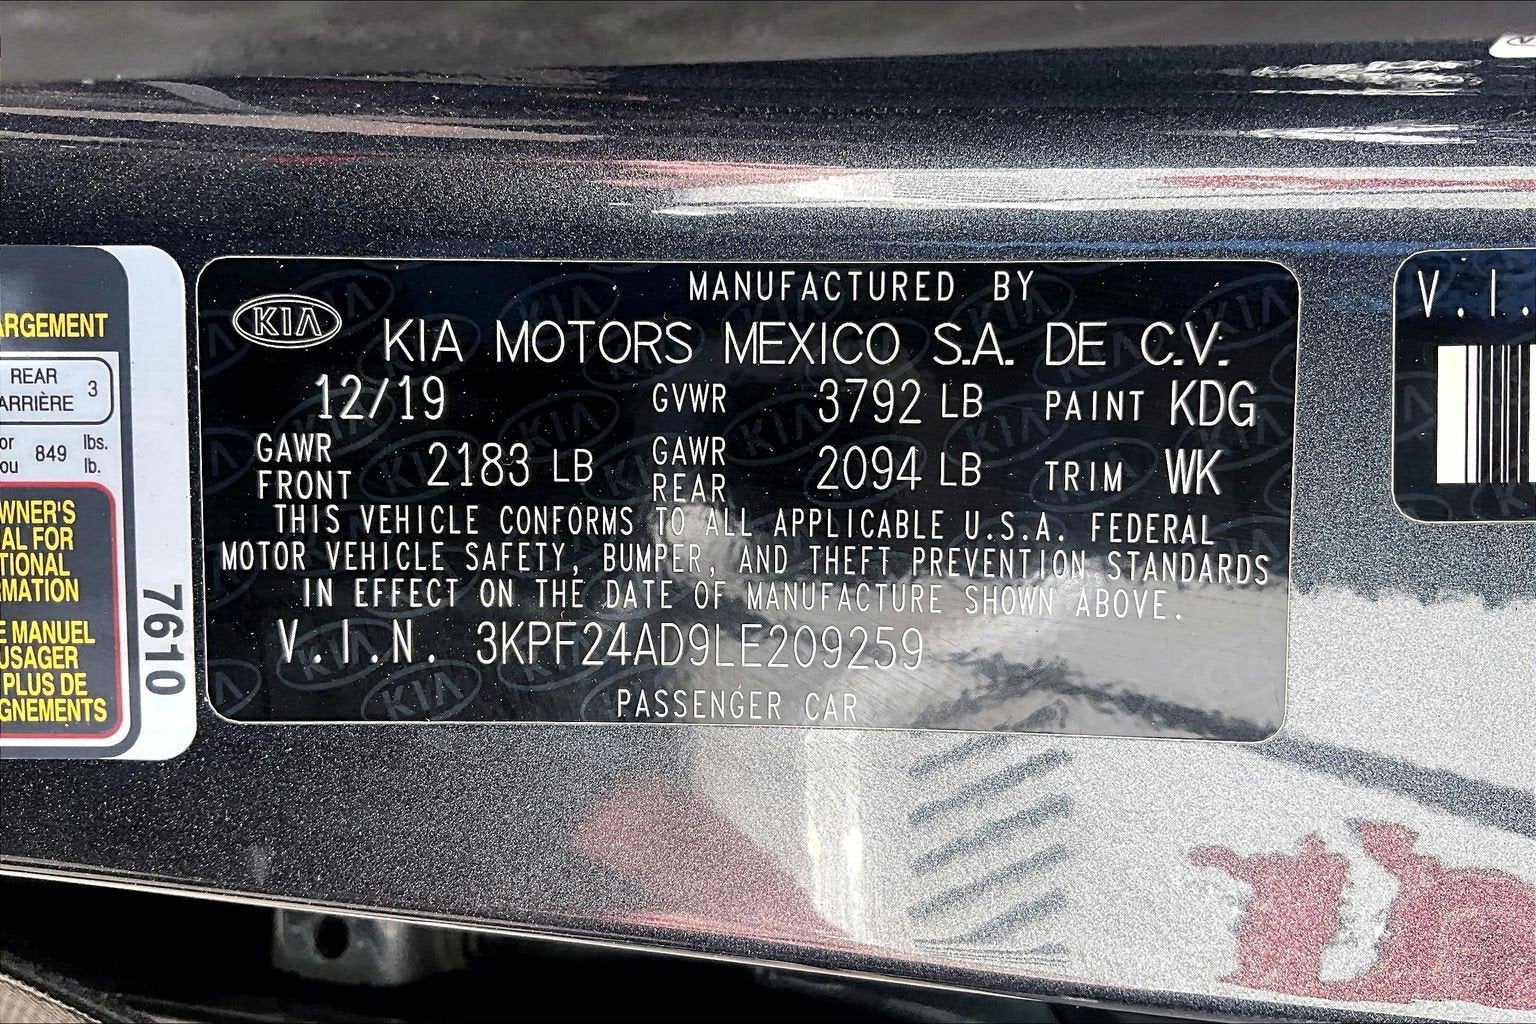 ARGEMENT
REAR
ARRIÈRE
3
or
ou
849
lbs.
lb.
WNER'S
AL FOR
TIONAL
RMATION
E MANUEL
USAGER
PLUS DE
GNEMENTS
7610
KIA
MANUFACTURED BY
KIA MOTORS MEXICO S.A. DE C.V.
12/19 GVWR 3792 LB PAINT KDG
GAWR FRONT 2183 LB GAWR REAR 2094 LB TRIM WK
THIS VEHICLE CONFORMS TO ALL APPLICABLE U.S.A. FEDERAL
MOTOR VEHICLE SAFETY, BUMPER, AND THEFT PREVENTION STANDARDS
IN EFFECT ON THE DATE OF MANUFACTURE SHOWN ABOVE.
V.I.N. 3KPF24AD9LE209259
PASSENGER CAR
V.I.